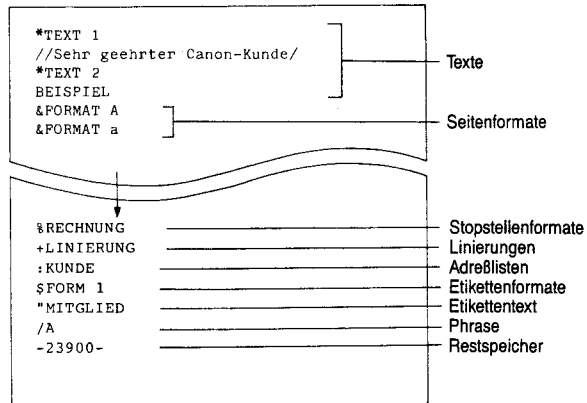 *TEXT 1
//Sehr geehrter Canon-Kunde/
*TEXT 2
BEISPIEL
Texte
&FORMAT A
&FORMAT a
Seitenformate
%RECHNUNG
Stopstellenformate
+LINIERUNG
Linierungen
:KUNDE
Adreßlisten
$FORM 1
Etikettenformate
"MITGLIED
Etikettentext
/A
Phrase
-23900-
Restspeicher